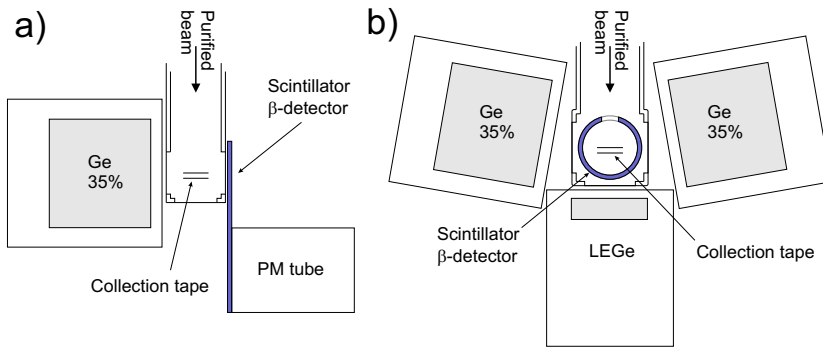 a)
Purified
beam
Scintillator
β-detector
Ge
35%
Collection tape
PM tube
b)
Purified
beam
Ge
35%
Ge
35%
Scintillator
β-detector
LEGe
Collection tape